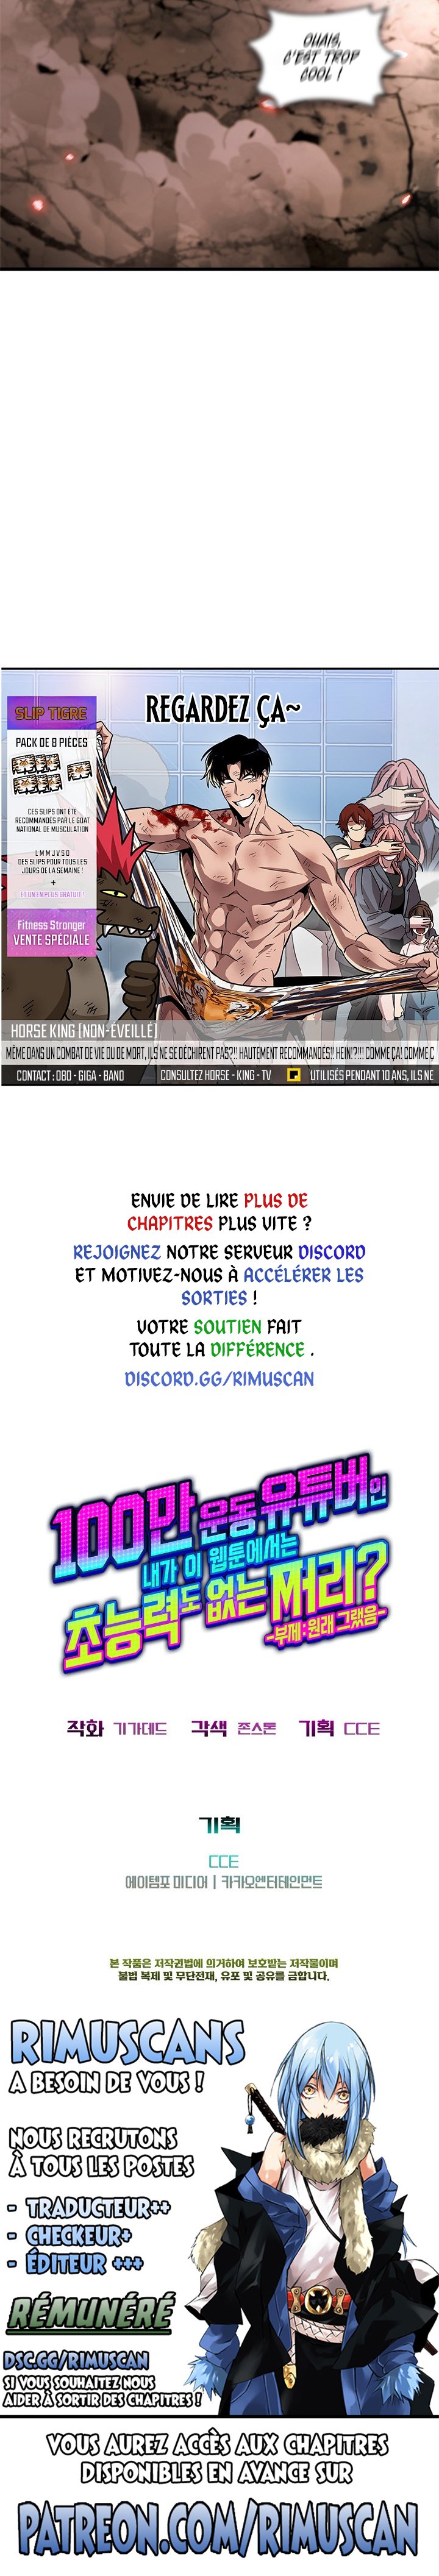 OUAIS,
C'EST TROP
COOL !
SLIP TIGRE
REGARDEZ ÇA~
PACK DE 8 PIÈCES
CES SLIPS ONT ÉTÉ
RECOMMANDÉS PAR LE GOAT
NATIONAL DE MUSCULATION
L M M J V S D
DES SLIPS POUR TOUS LES
JOURS DE LA SEMAINE !
+
ET UN EN PLUS GRATUIT !
Fitness Stranger
VENTE SPÉCIALE
HORSE KING (NON-ÉVEILLÉ)
MÊME DANS UN COMBAT DE VIE OU DE MORT, ILS NE SE DÉCHIRENT PAS?!! HAUTEMENT RECOMMANDÉS!! HEIN?!!! COMME ÇA!, COMME Ç
CONTACT : 080 - GIGA - BAND CONSULTEZ HORSE - KING - TV UTILISÉS PENDANT 10 ANS, ILS NE
ENVIE DE LIRE PLUS DE
CHAPITRES PLUS VITE ?
REJOIGNEZ NOTRE SERVEUR DISCORD
ET MOTIVEZ-NOUS À ACCÉLÉRER LES
SORTIES !
VOTRE SOUTIEN FAIT
TOUTE LA DIFFÉRENCE .
DISCORD.GG/RIMUSCAN
100만 운동 유튜버인
내가 이 웹툰에서는
초능력도 없는 쩌리?
-부제:원래 그랬음-
작화 기가데드 각색 존스톤 기획 CCE
기획
CCE
에이템포 미디어 | 카카오엔터테인먼트
본 작품은 저작권법에 의거하여 보호받는 저작물이며
불법 복제 및 무단전재, 유포 및 공유를 금합니다.
RIMUSCANS
A BESOIN DE VOUS !
NOUS RECRUTONS
À TOUS LES POSTES
- TRADUCTEUR++
- CHECKEUR+
- ÉDITEUR +++
RÉMUNÉRÉ
DSC.GG/RIMUSCAN
SI VOUS SOUHAITEZ NOUS
AIDER À SORTIR DES CHAPITRES !
VOUS AUREZ ACCÈS AUX CHAPITRES
DISPONIBLES EN AVANCE SUR
PATREON.COM/RIMUSCAN